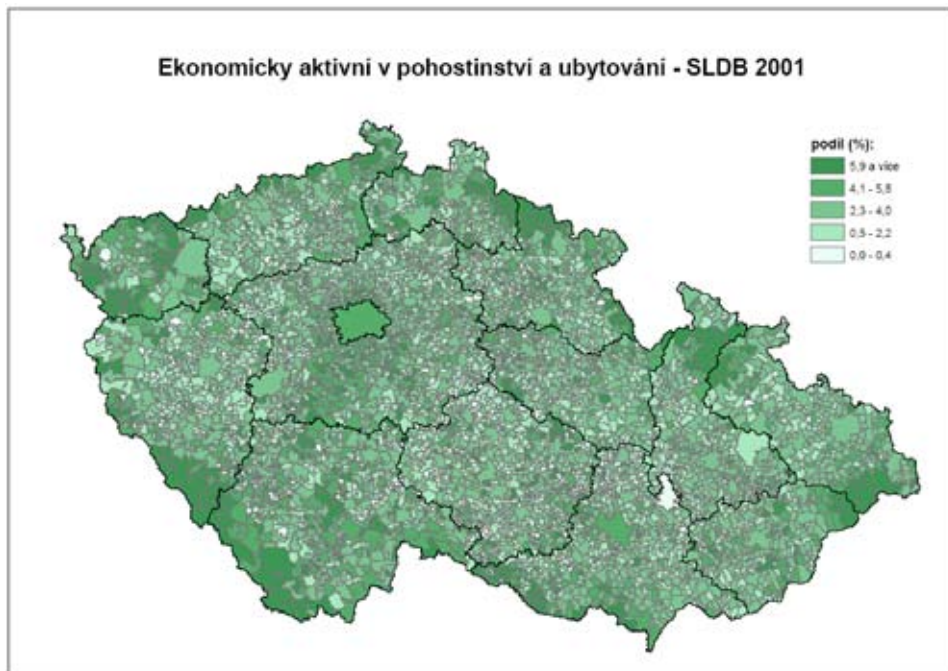 Ekonomicky aktivní v pohostinství a ubytování - SLDB 2001
podíl (%):
5,9 a více
4,1 - 5,8
2,3 - 4,0
0,5 - 2,2
0,0 - 0,4